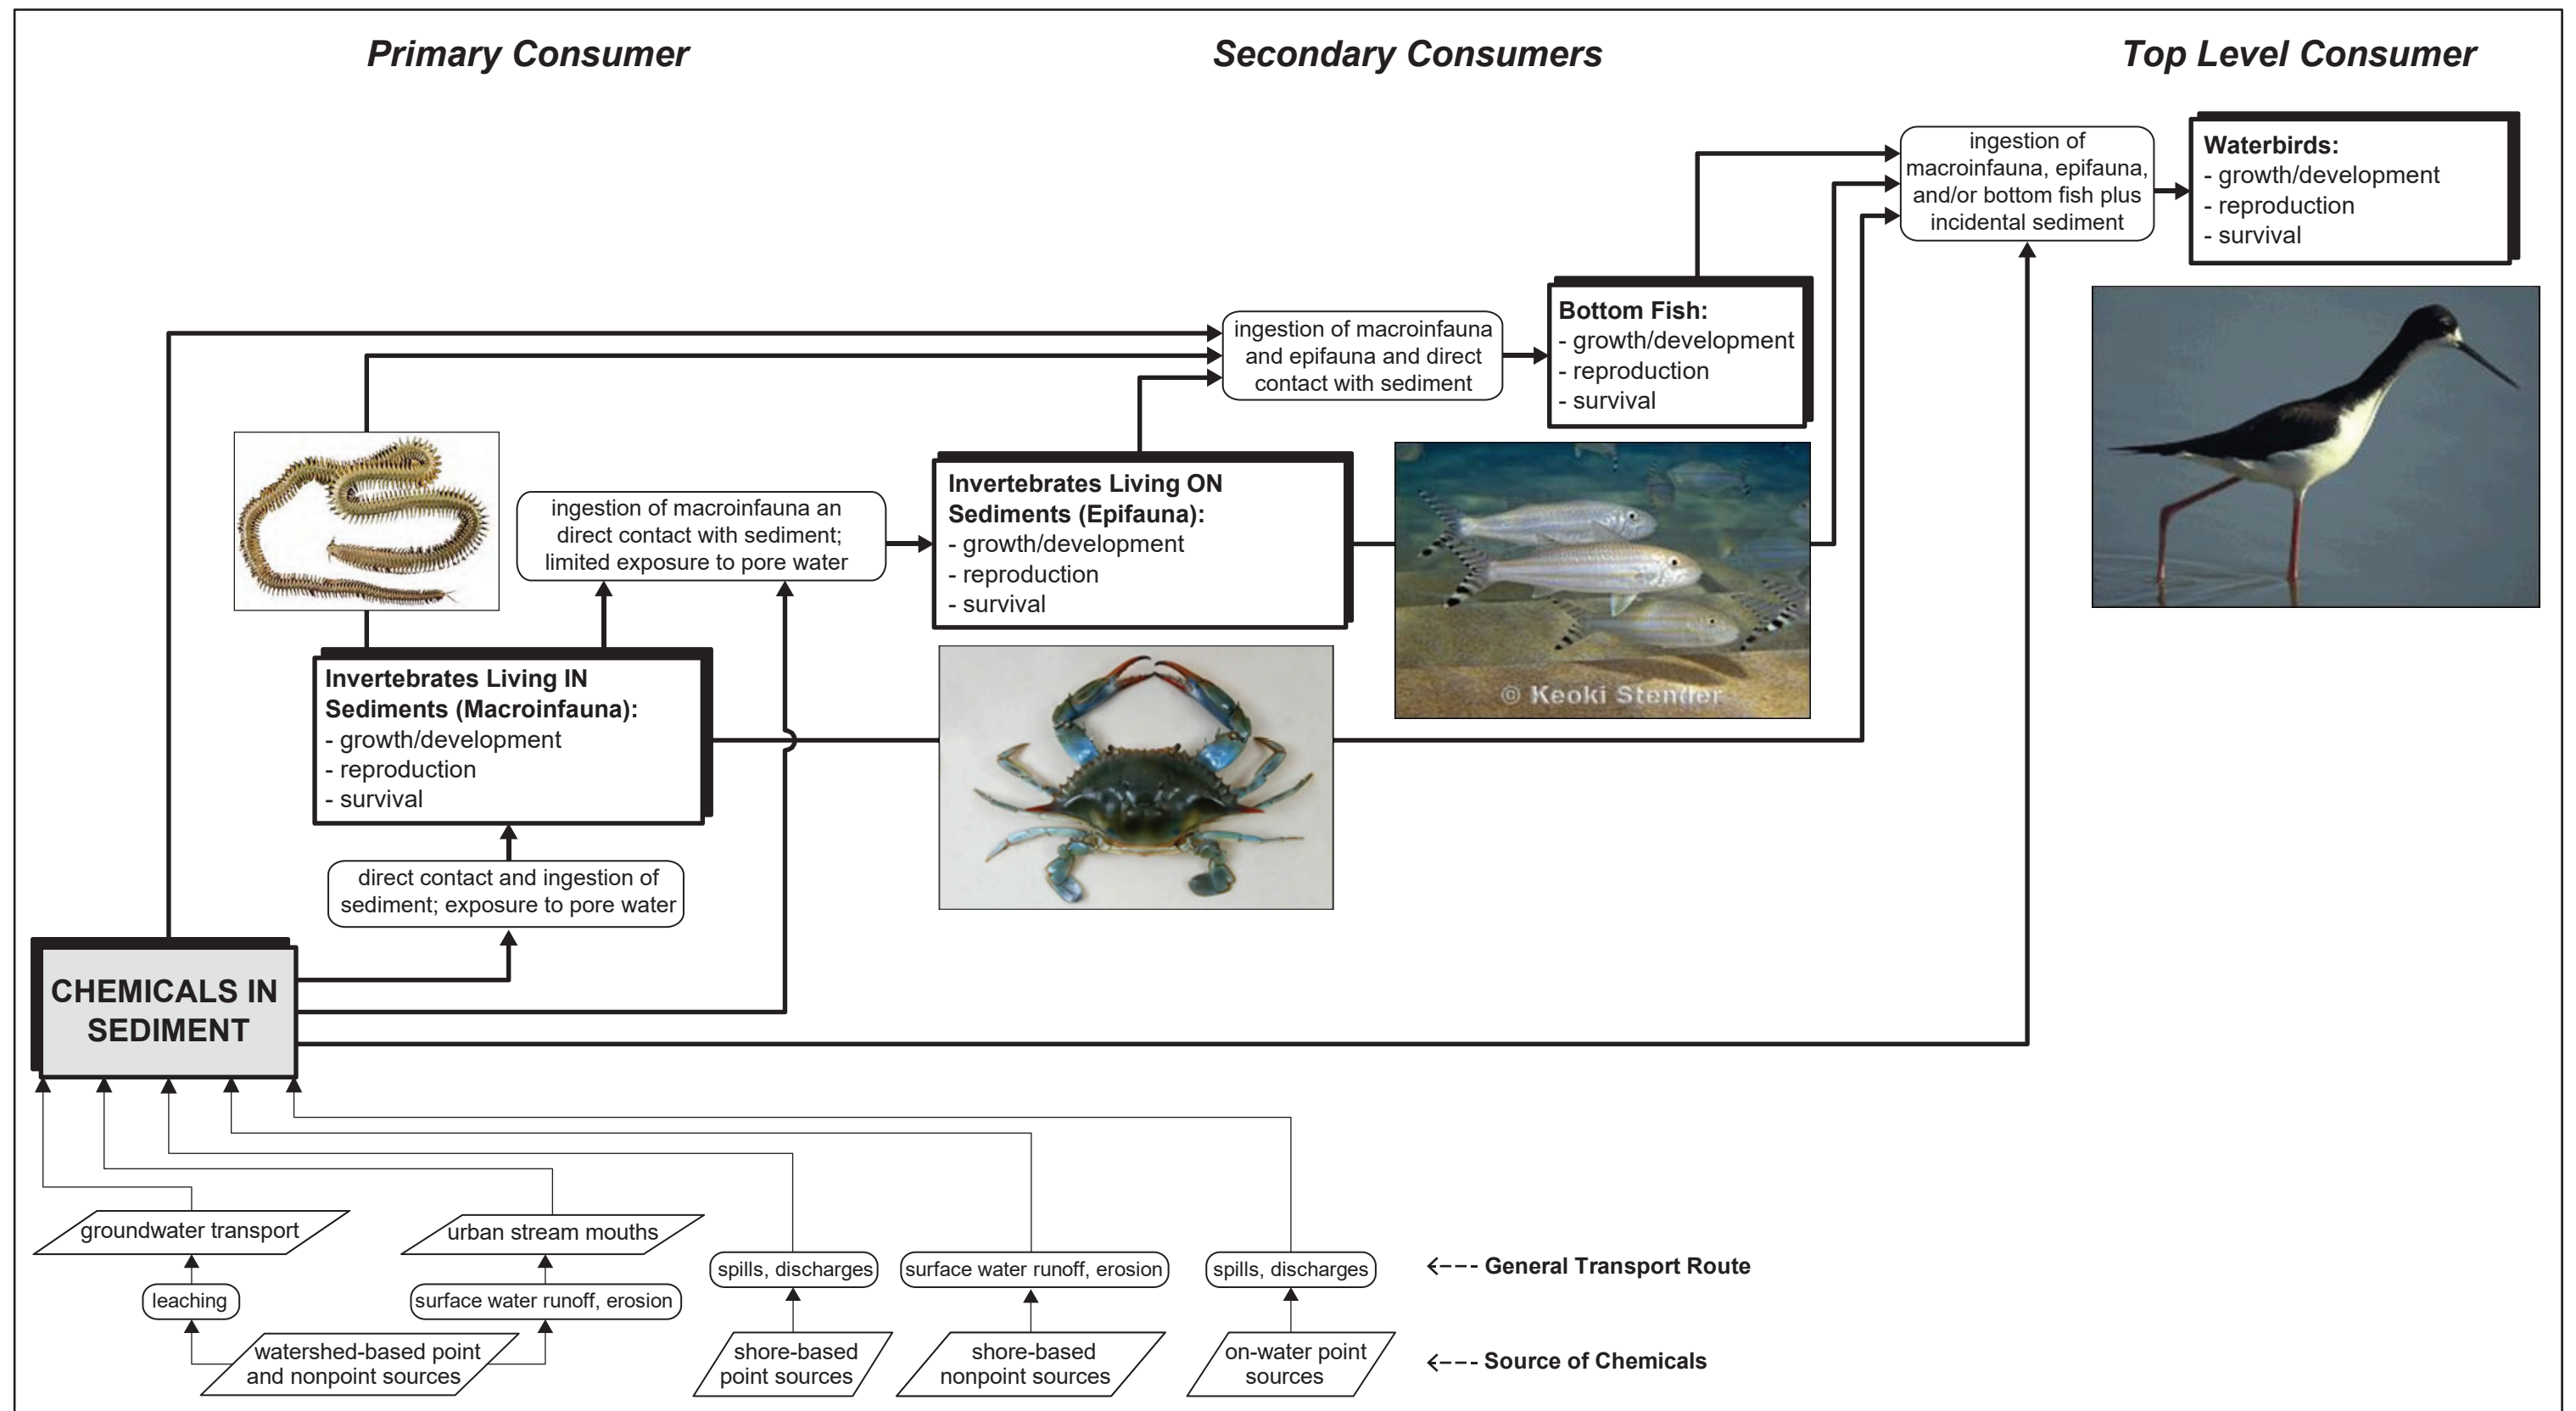 Primary Consumer
Secondary Consumers
Top Level Consumer
ingestion of
macroinfauna, epifauna,
and/or bottom fish plus
incidental sediment
Waterbirds:
- growth/development
- reproduction
- survival
ingestion of macroinfauna
and epifauna and direct
contact with sediment
Bottom Fish:
- growth/development
- reproduction
- survival
ingestion of macroinfauna an
direct contact with sediment;
limited exposure to pore water
Invertebrates Living ON
Sediments (Epifauna):
- growth/development
- reproduction
- survival
© Keoki Stender
Invertebrates Living IN
Sediments (Macroinfauna):
- growth/development
- reproduction
- survival
direct contact and ingestion of
sediment; exposure to pore water
CHEMICALS IN
SEDIMENT
groundwater transport
urban stream mouths
spills, discharges
surface water runoff, erosion
spills, discharges
General Transport Route
leaching
surface water runoff, erosion
watershed-based point
and nonpoint sources
shore-based
point sources
shore-based
nonpoint sources
on-water point
sources
Source of Chemicals